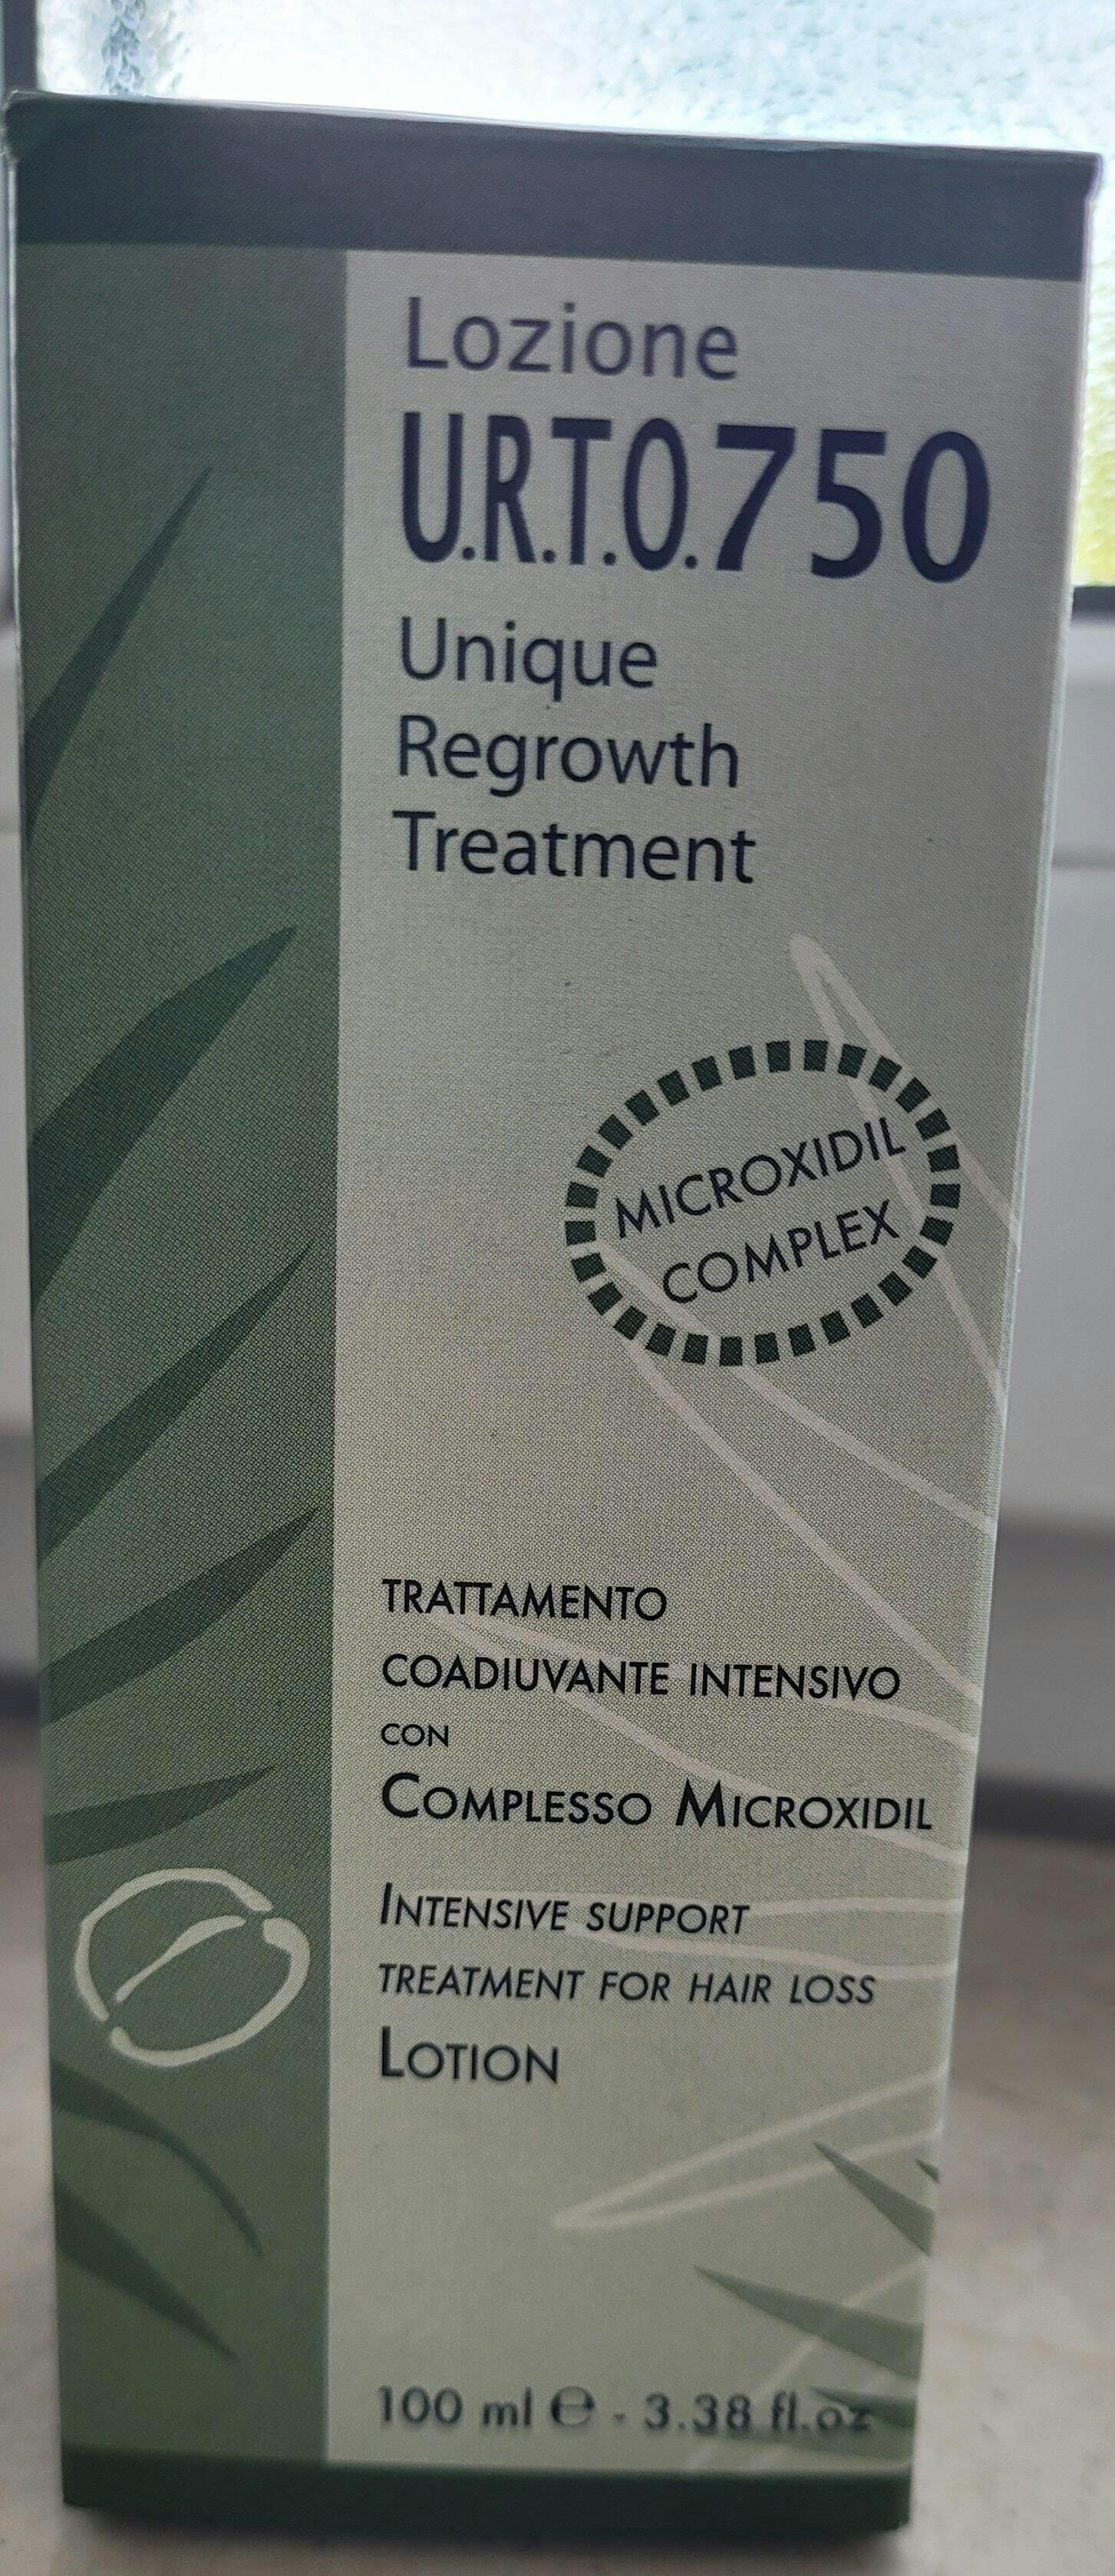 Lozione
U.R.T.O.750
Unique
Regrowth
Treatment
MICROXIDIL
COMPLEX
TRATTAMENTO
COADIUVANTE INTENSIVO
CON
COMPLESSO MICROXIDIL
INTENSIVE SUPPORT
TREATMENT FOR HAIR LOSS
LOTION
100 ml ℮ - 3.38 fl.oz